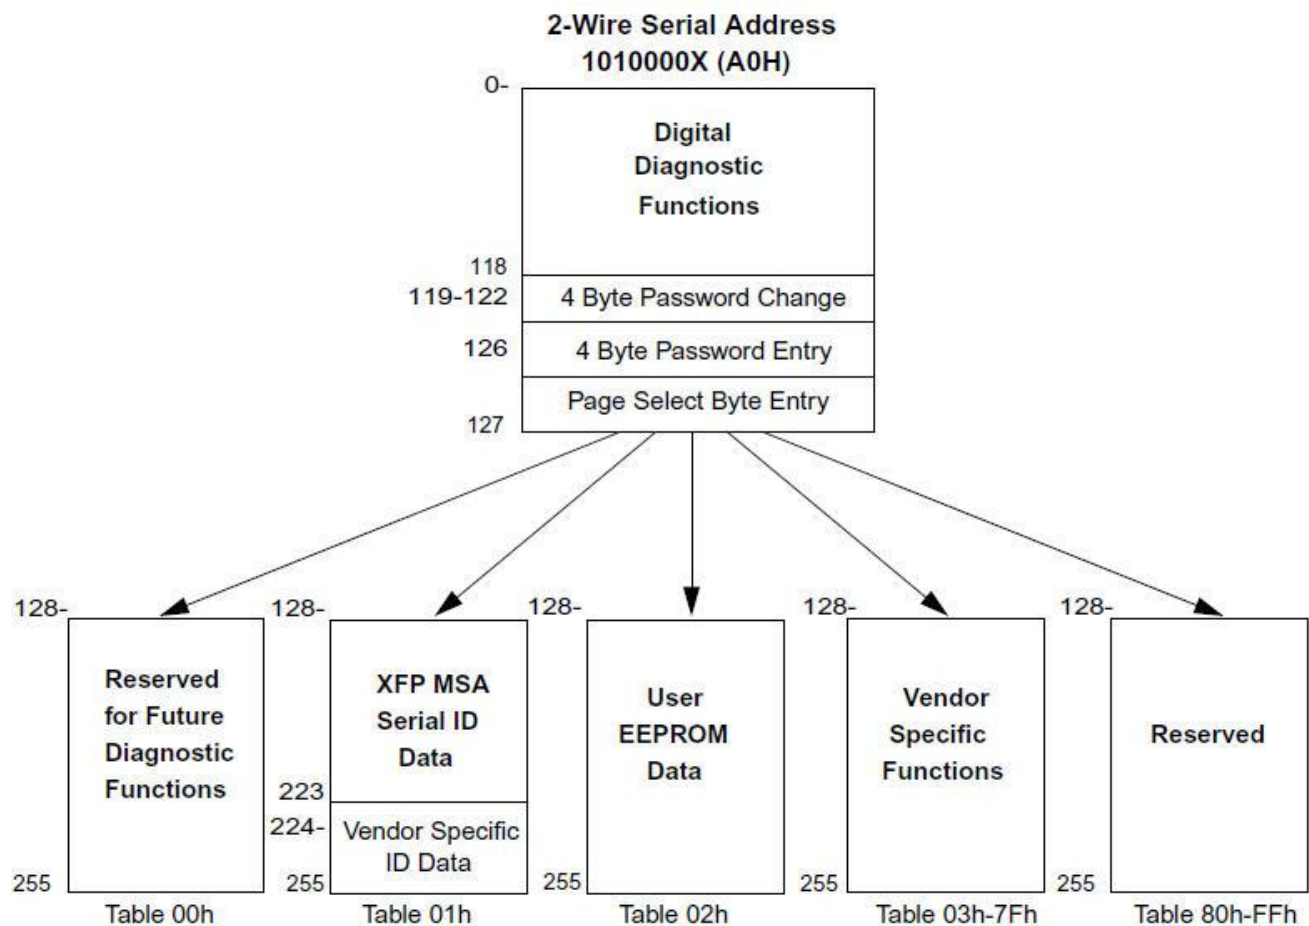 2-Wire Serial Address
1010000X (A0H)
0-
Digital
Diagnostic
Functions
118
119-122
4 Byte Password Change
126
4 Byte Password Entry
Page Select Byte Entry
127
128-
128-
128-
128-
128-
Reserved
for Future
Diagnostic
Functions
255
Table 00h
XFP MSA
Serial ID
Data
223
224-
Vendor Specific
ID Data
255
Table 01h
User
EEPROM
Data
255
Table 02h
Vendor
Specific
Functions
255
Table 03h-7Fh
Reserved
255
Table 80h-FFh